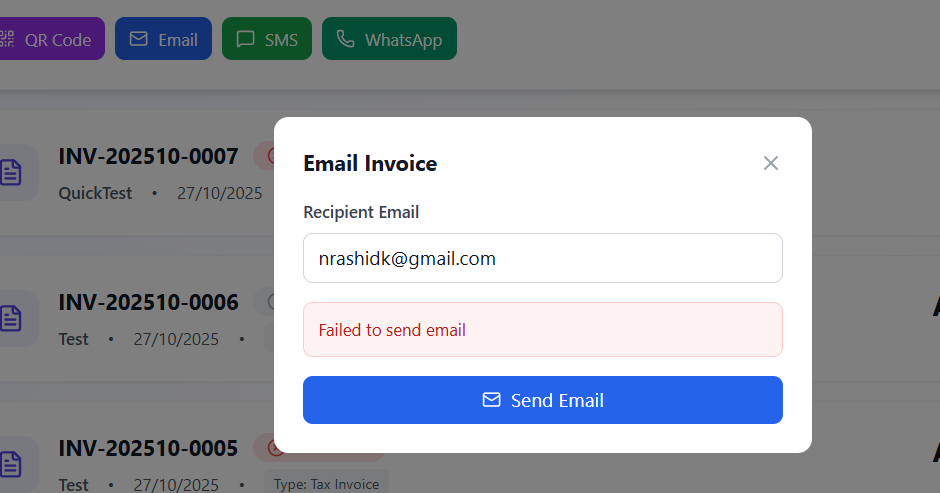 QR Code Email SMS WhatsApp
Email Invoice
Recipient Email
nrashidk@gmail.com
Failed to send email
Send Email
INV-202510-0007
QuickTest • 27/10/2025
INV-202510-0006
Test • 27/10/2025 •
INV-202510-0005
Test • 27/10/2025 • Type: Tax Invoice